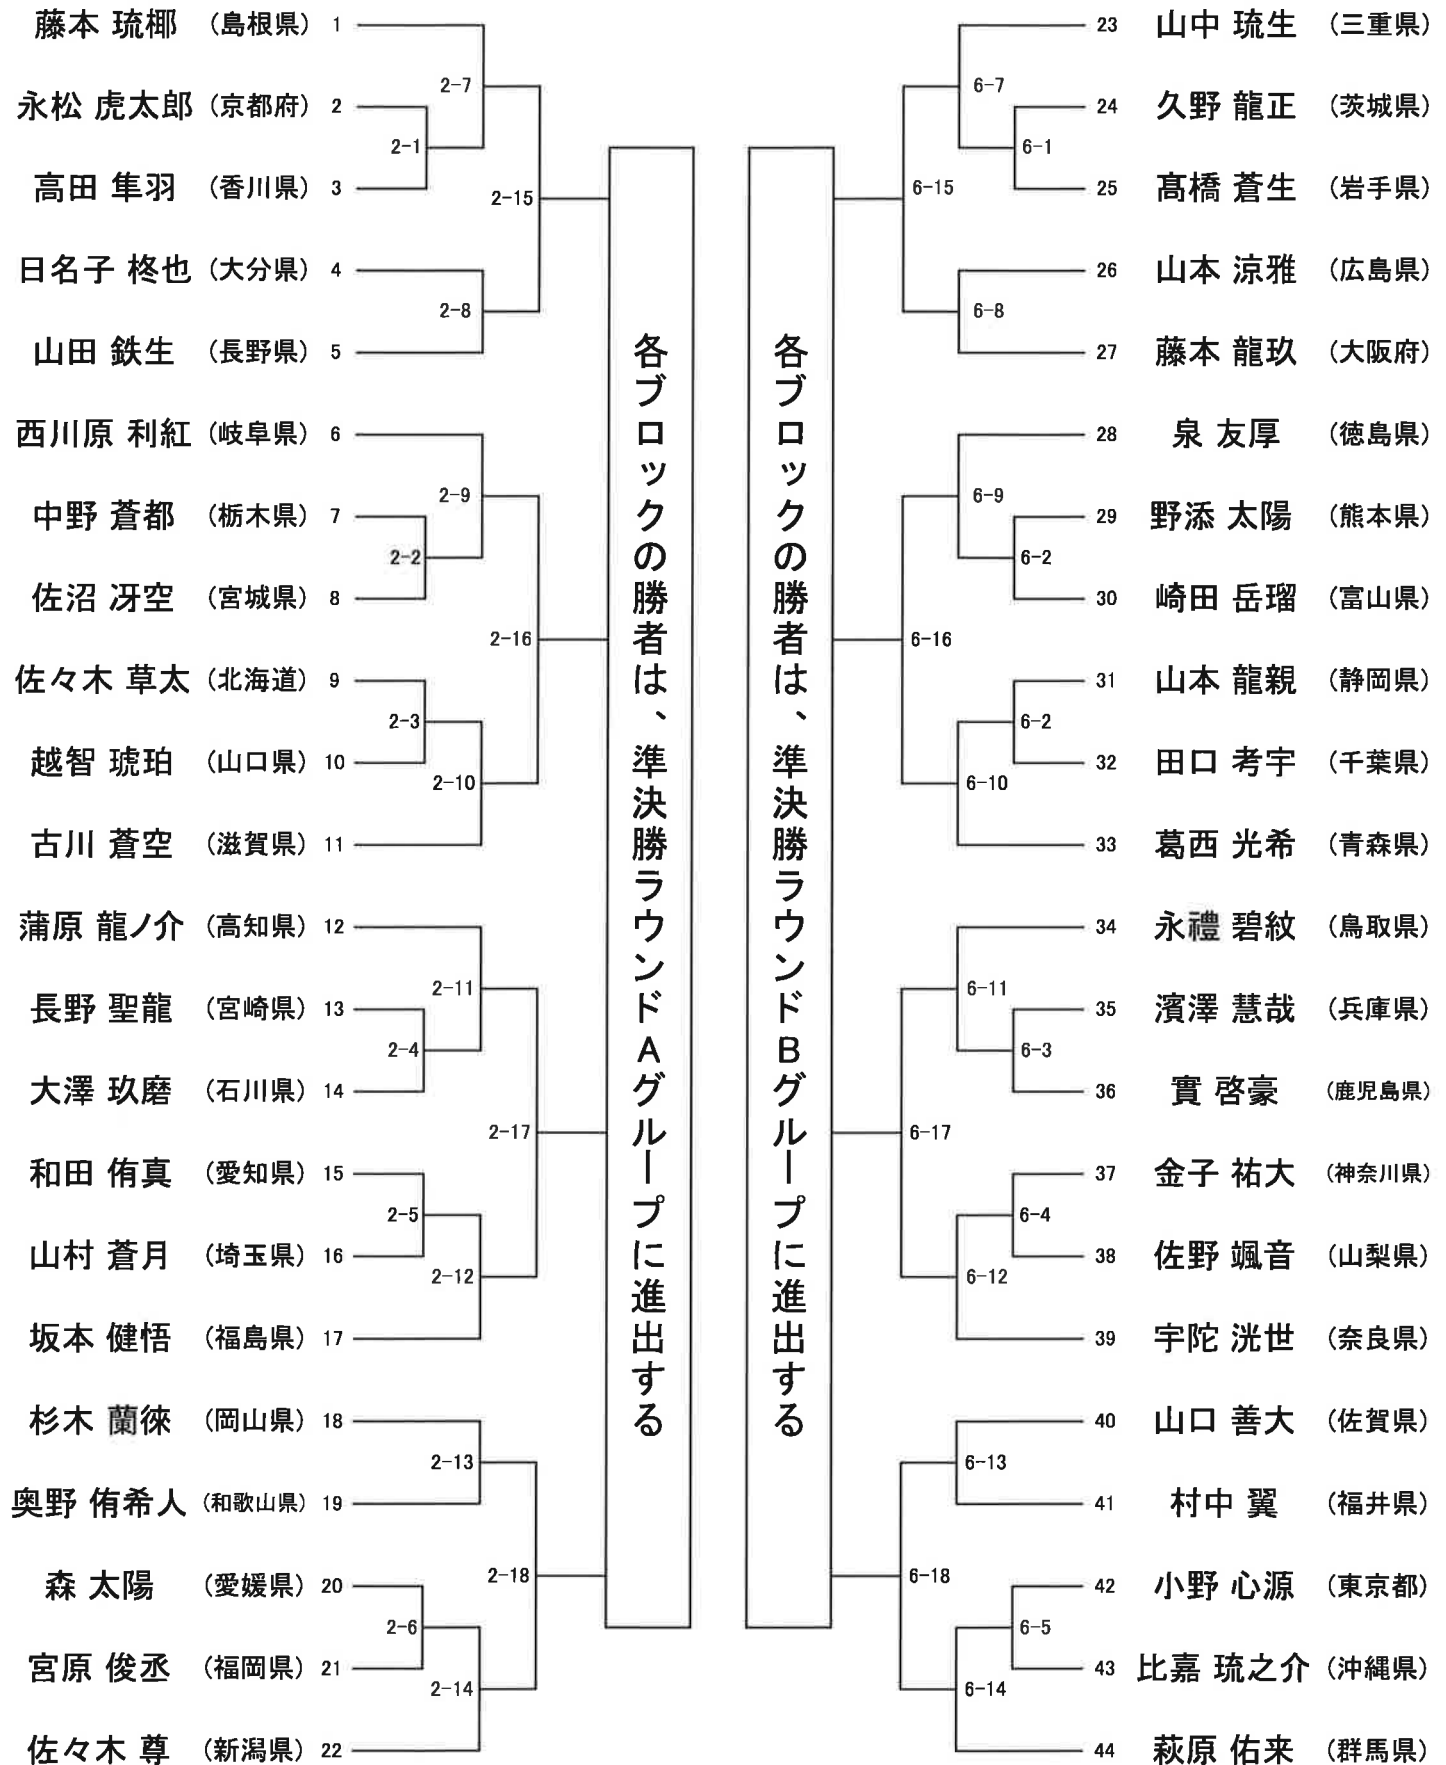 藤本 琉椰 （島根県） 1
永松 虎太郎 （京都府） 2
高田 隼羽 （香川県） 3
日名子 柊也 （大分県） 4
山田 鉄生 （長野県） 5
西川原 利紅 （岐阜県） 6
中野 蒼都 （栃木県） 7
佐沼 冴空 （宮城県） 8
佐々木 草太 （北海道） 9
越智 琥珀 （山口県） 10
古川 蒼空 （滋賀県） 11
蒲原 龍ノ介 （高知県） 12
長野 聖龍 （宮崎県） 13
大澤 玖磨 （石川県） 14
和田 侑真 （愛知県） 15
山村 蒼月 （埼玉県） 16
坂本 健悟 （福島県） 17
杉木 蘭徠 （岡山県） 18
奥野 侑希人 （和歌山県） 19
森 太陽 （愛媛県） 20
宮原 俊丞 （福岡県） 21
佐々木 尊 （新潟県） 22
2-7
2-1
2-15
2-8
2-9
2-2
2-16
2-3
2-10
2-11
2-4
2-17
2-5
2-12
2-13
2-18
2-6
2-14
各ブロックの勝者は、準決勝ラウンドAグループに進出する
各ブロックの勝者は、準決勝ラウンドBグループに進出する
6-7
6-1
6-15
6-8
6-9
6-2
6-16
6-2
6-10
6-11
6-3
6-17
6-4
6-12
6-13
6-18
6-5
6-14
23 山中 琉生 （三重県）
24 久野 龍正 （茨城県）
25 髙橋 蒼生 （岩手県）
26 山本 涼雅 （広島県）
27 藤本 龍玖 （大阪府）
28 泉 友厚 （徳島県）
29 野添 太陽 （熊本県）
30 崎田 岳瑠 （富山県）
31 山本 龍親 （静岡県）
32 田口 考宇 （千葉県）
33 葛西 光希 （青森県）
34 永禮 碧紋 （鳥取県）
35 濱澤 慧哉 （兵庫県）
36 實 啓豪 （鹿児島県）
37 金子 祐大 （神奈川県）
38 佐野 颯音 （山梨県）
39 宇陀 洸世 （奈良県）
40 山口 善大 （佐賀県）
41 村中 翼 （福井県）
42 小野 心源 （東京都）
43 比嘉 琉之介 （沖縄県）
44 萩原 佑来 （群馬県）